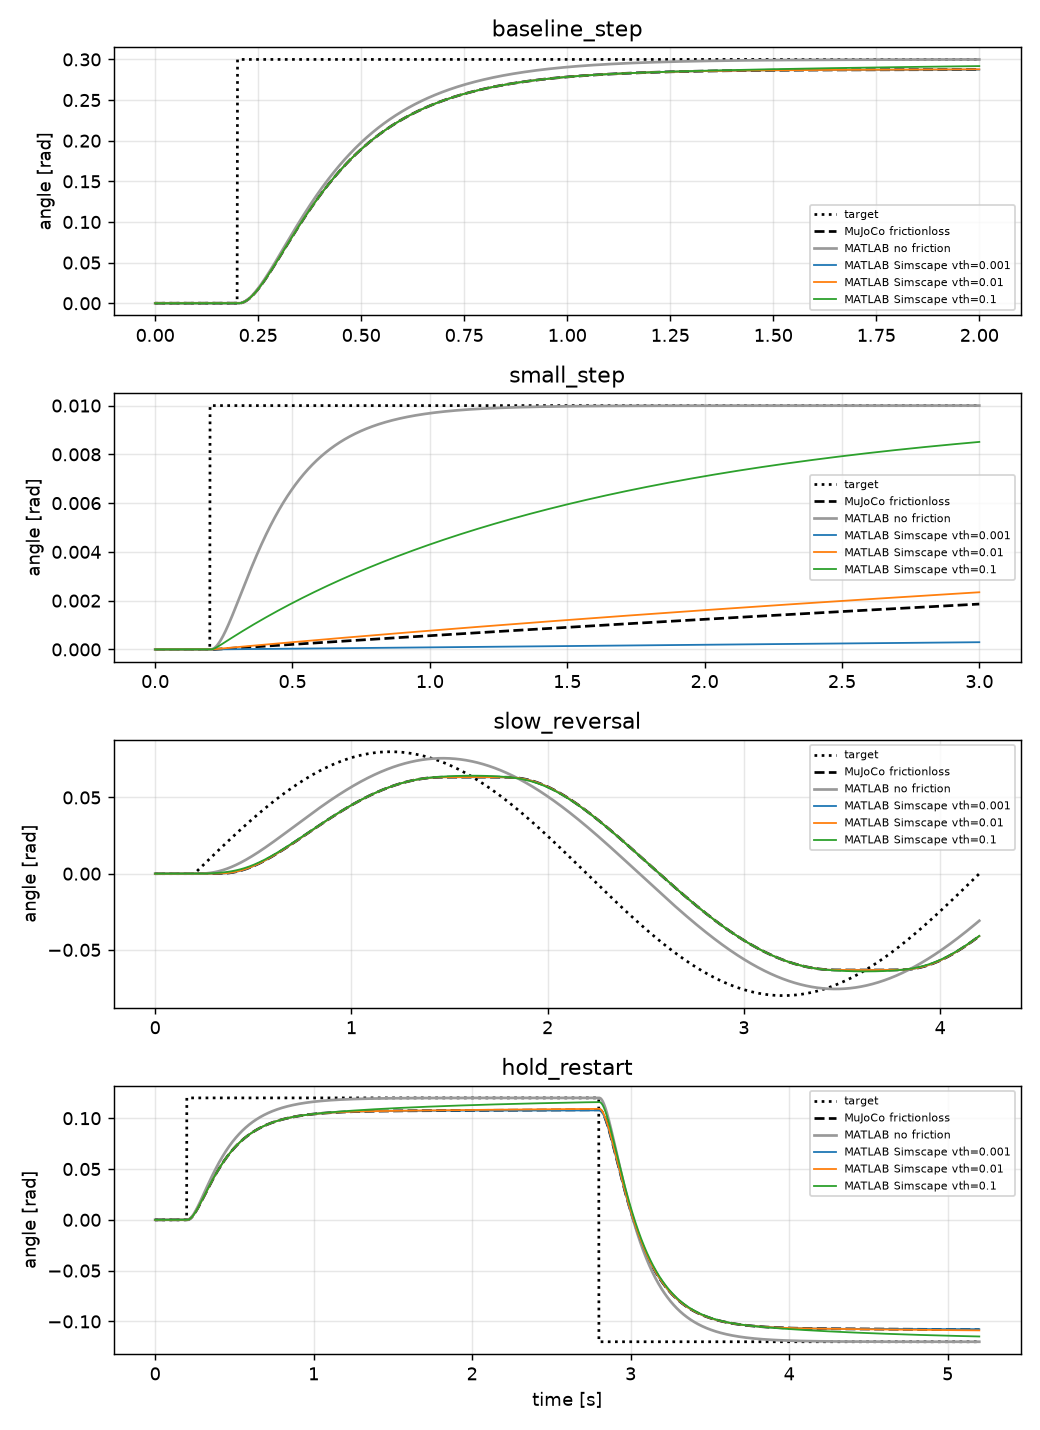 baseline_step
angle [rad]
0.30
0.25
0.20
0.15
0.10
0.05
0.00
target
MuJoCo frictionloss
MATLAB no friction
MATLAB Simscape vth=0.001
MATLAB Simscape vth=0.01
MATLAB Simscape vth=0.1
0.00 0.25 0.50 0.75 1.00 1.25 1.50 1.75 2.00
small_step
angle [rad]
0.010
0.008
0.006
0.004
0.002
0.000
target
MuJoCo frictionloss
MATLAB no friction
MATLAB Simscape vth=0.001
MATLAB Simscape vth=0.01
MATLAB Simscape vth=0.1
0.0 0.5 1.0 1.5 2.0 2.5 3.0
slow_reversal
angle [rad]
0.05
0.00
−0.05
target
MuJoCo frictionloss
MATLAB no friction
MATLAB Simscape vth=0.001
MATLAB Simscape vth=0.01
MATLAB Simscape vth=0.1
0 1 2 3 4
hold_restart
angle [rad]
0.10
0.05
0.00
−0.05
−0.10
target
MuJoCo frictionloss
MATLAB no friction
MATLAB Simscape vth=0.001
MATLAB Simscape vth=0.01
MATLAB Simscape vth=0.1
0 1 2 3 4 5
time [s]